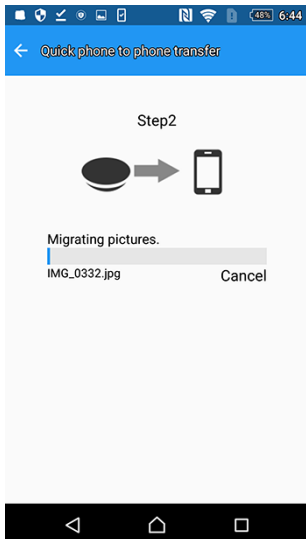 48% 6:44
Quick phone to phone transfer
Step2
Migrating pictures.
IMG_0332.jpg
Cancel